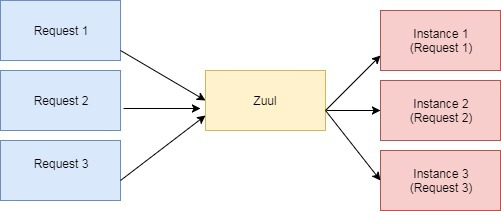 Request 1
Request 2
Request 3
Zuul
Instance 1
(Request 1)
Instance 2
(Request 2)
Instance 3
(Request 3)